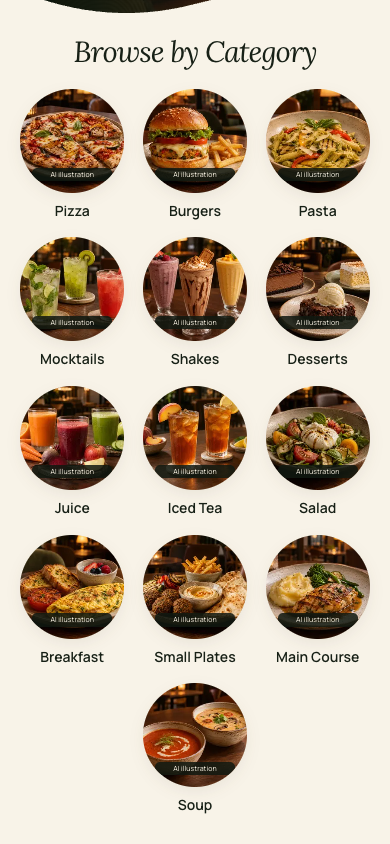 Browse by Category
AI illustration
AI illustration
AI illustration
Pizza
Burgers
Pasta
AI illustration
AI illustration
AI illustration
Mocktails
Shakes
Desserts
AI illustration
AI illustration
AI illustration
Juice
Iced Tea
Salad
AI illustration
AI illustration
AI illustration
Breakfast
Small Plates
Main Course
AI illustration
Soup